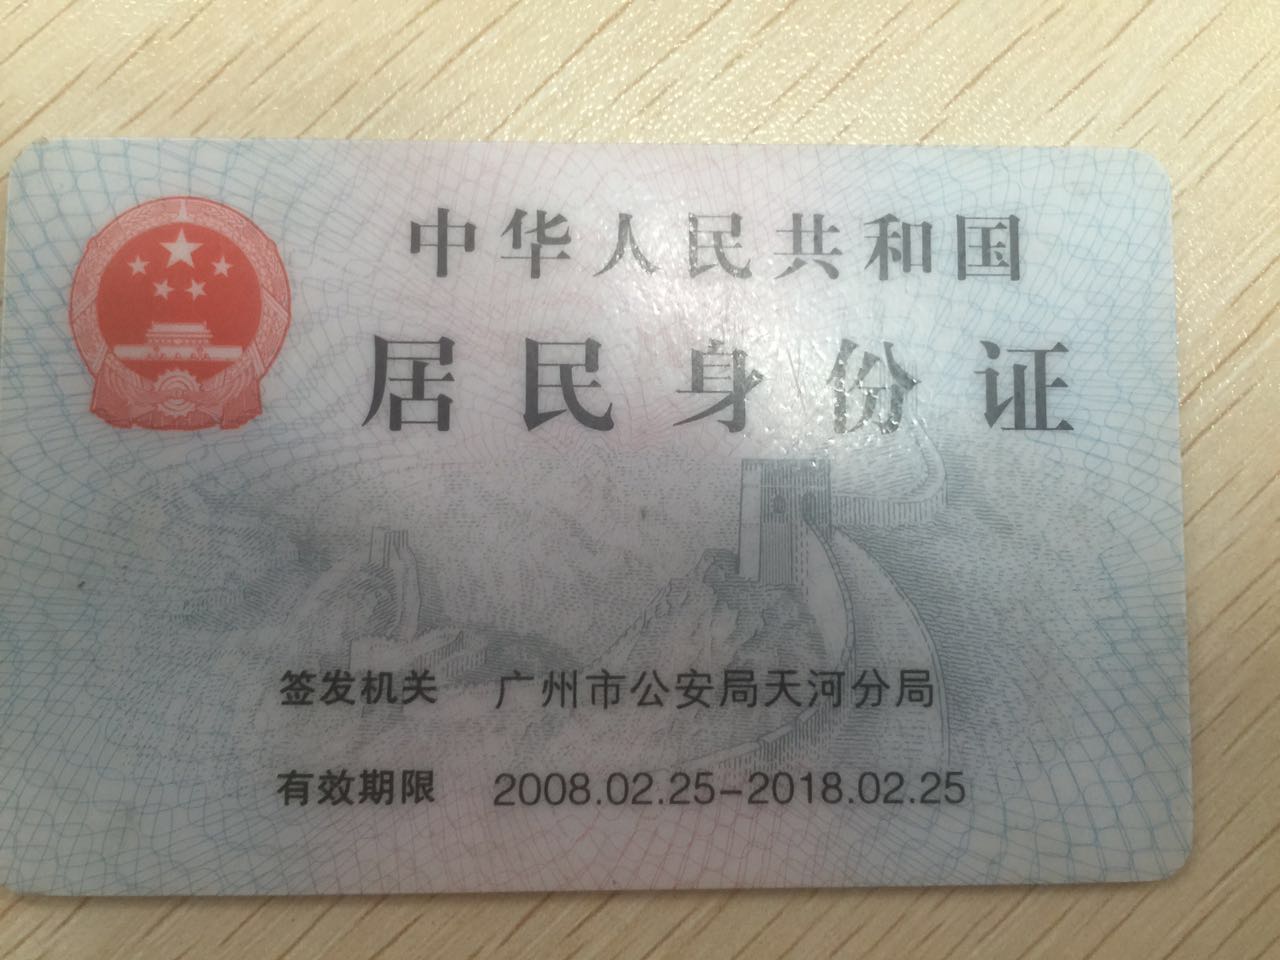 中华人民共和国
居民身份证
签发机关 广州市公安局天河分局
有效期限 2008.02.25-2018.02.25